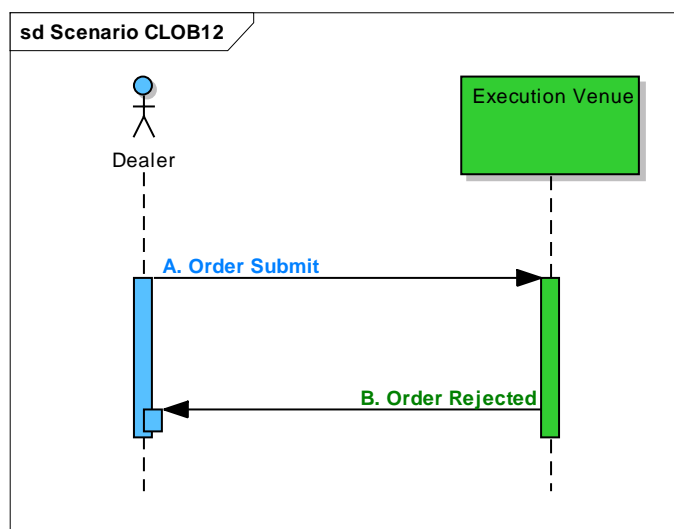 sd Scenario CLOB12
Execution Venue
Dealer
A. Order Submit
B. Order Rejected